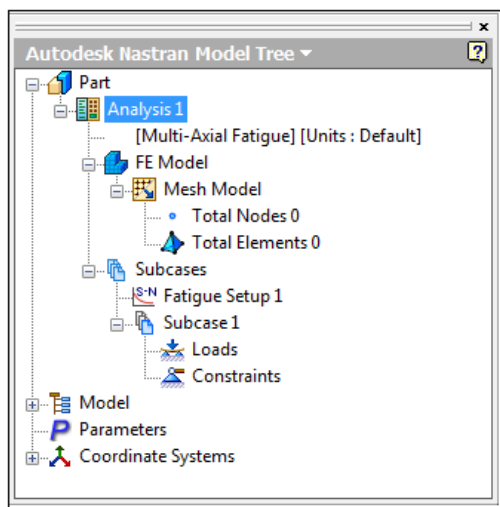 x
Autodesk Nastran Model Tree
?
Part
Analysis 1
[Multi-Axial Fatigue] [Units : Default]
FE Model
Mesh Model
Total Nodes 0
Total Elements 0
Subcases
S-N Fatigue Setup 1
Subcase 1
Loads
Constraints
Model
P Parameters
Coordinate Systems